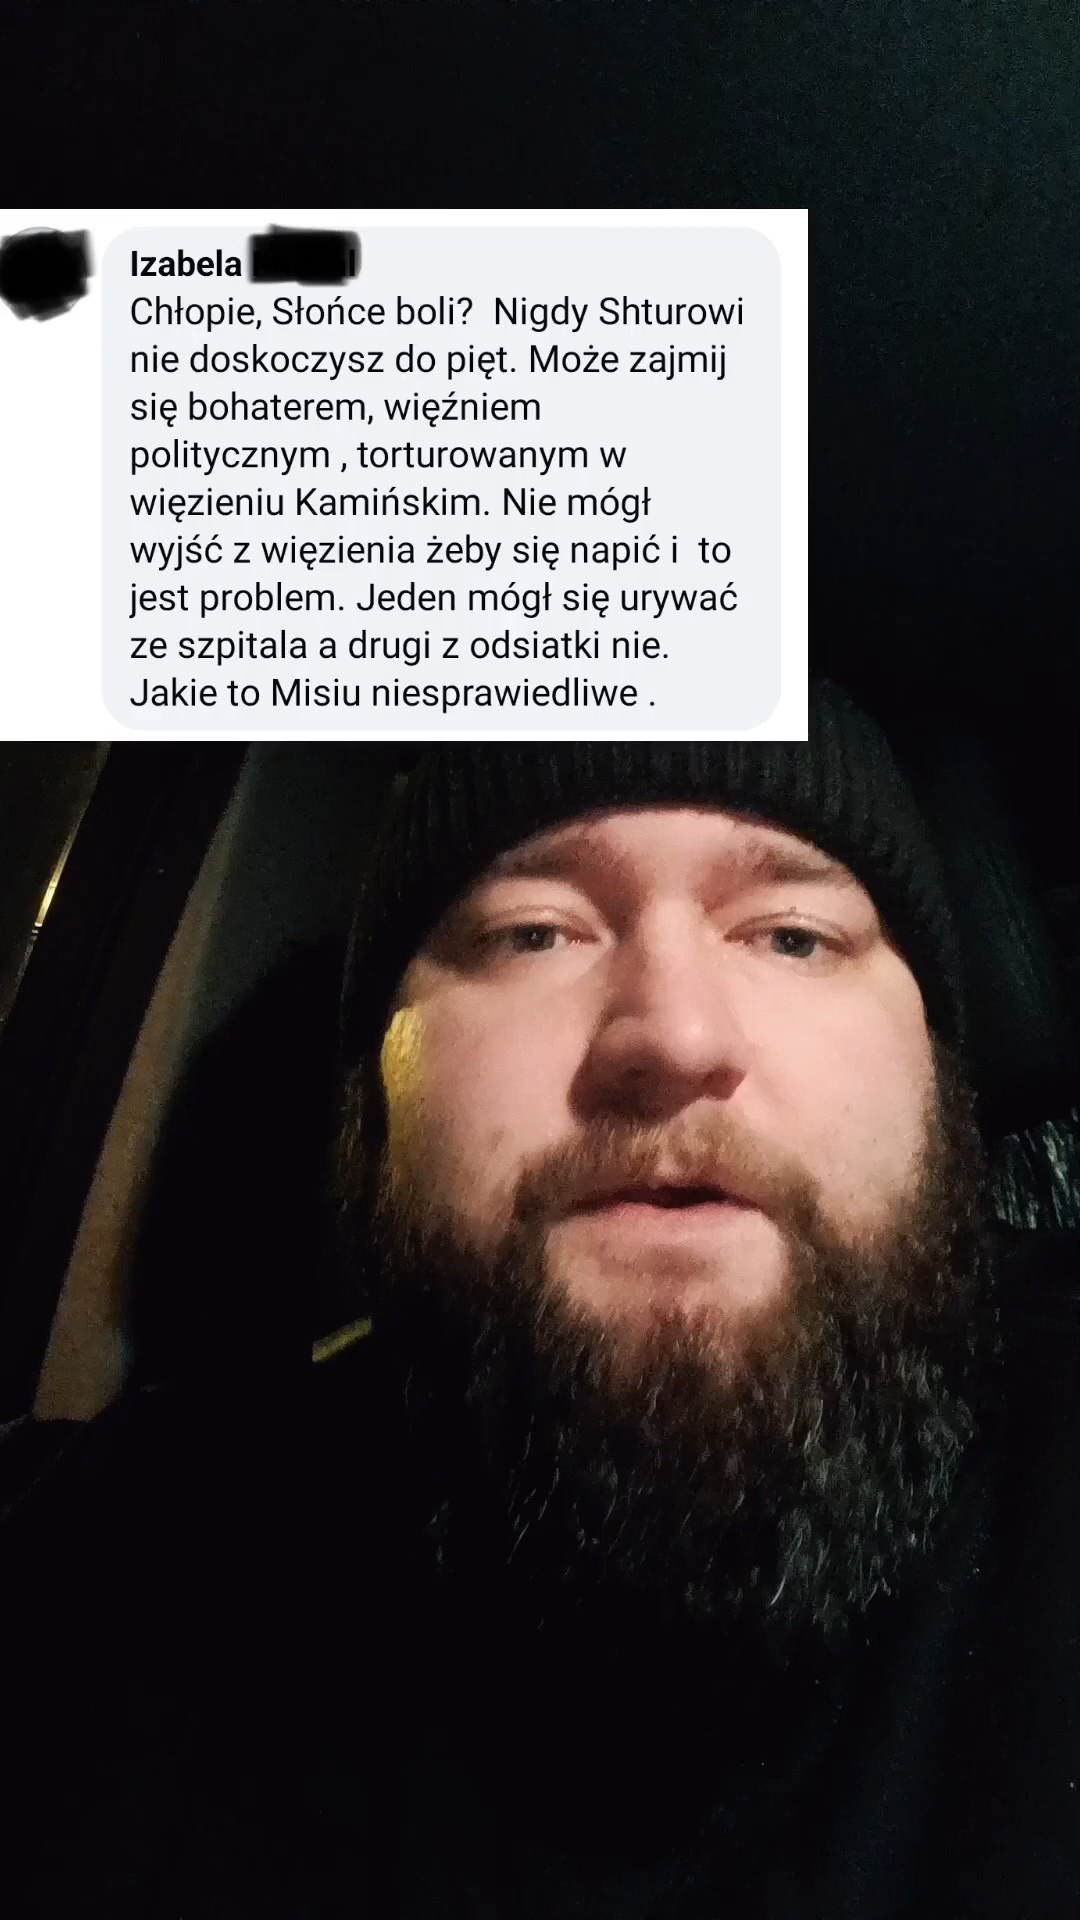 Izabela
Chłopie, Słońce boli?  Nigdy Shturowi
nie doskoczysz do pięt. Może zajmij
się bohaterem, więźniem
politycznym , torturowanym w
więzieniu Kamińskim. Nie mógł
wyjść z więzienia żeby się napić i  to
jest problem. Jeden mógł się urywać
ze szpitala a drugi z odsiatki nie.
Jakie to Misiu niesprawiedliwe .